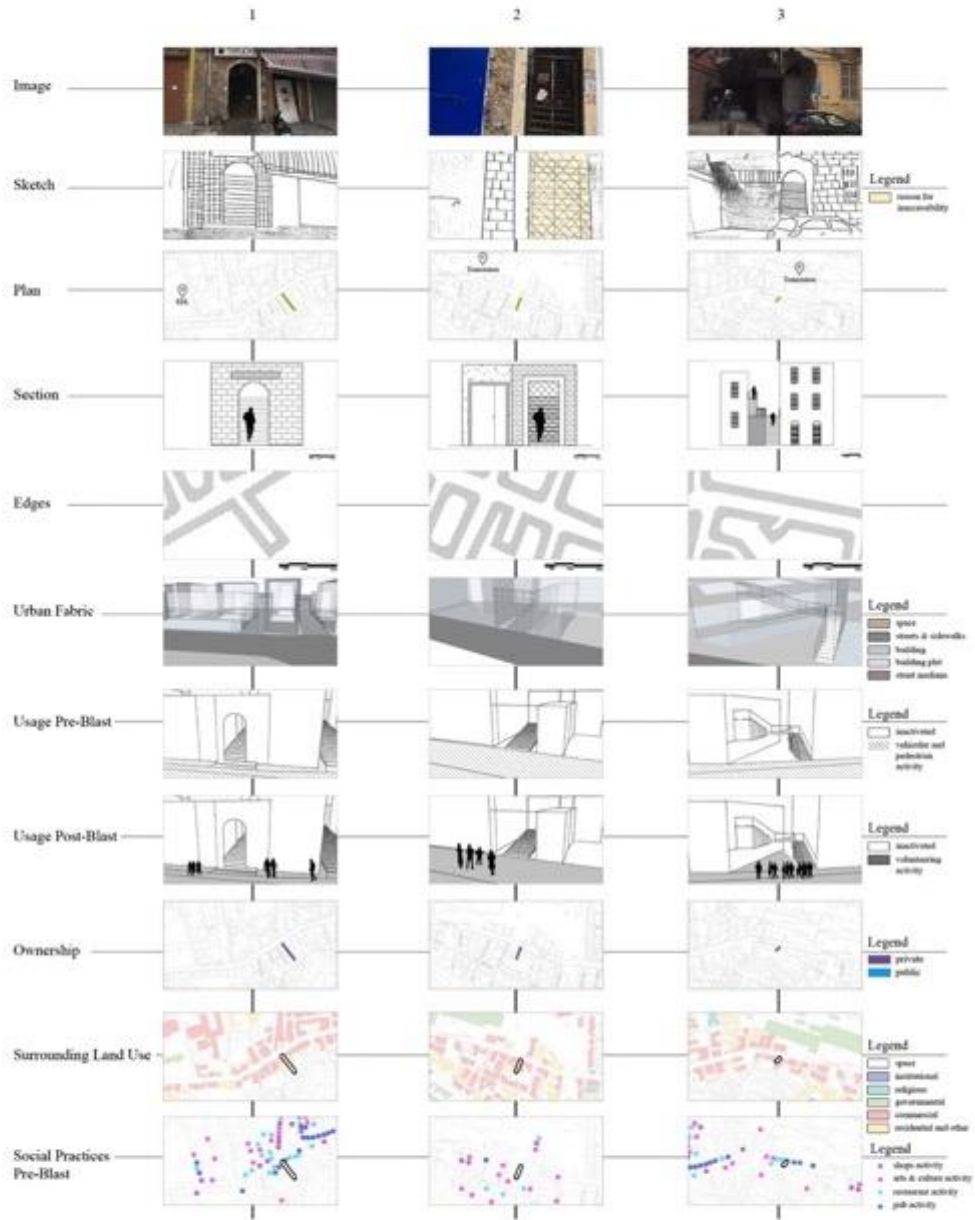 1 2 3
Image
Sketch
Legend
reason for
inaccessibility
Plan
Section
Edges
Urban Fabric
Legend
space
streets & sidewalks
building
building plot
street medians
Usage Pre-Blast
inactivated
vehicular and
pedestrian
activity
Usage Post-Blast
inactivated
volunteering
activity
Ownership
Legend
private
public
Surrounding Land Use
Legend
space
institutional
religious
governmental
commercial
residential and other
Social Practices
Pre-Blast
Legend
shops activity
arts & culture activity
restaurant activity
pub activity